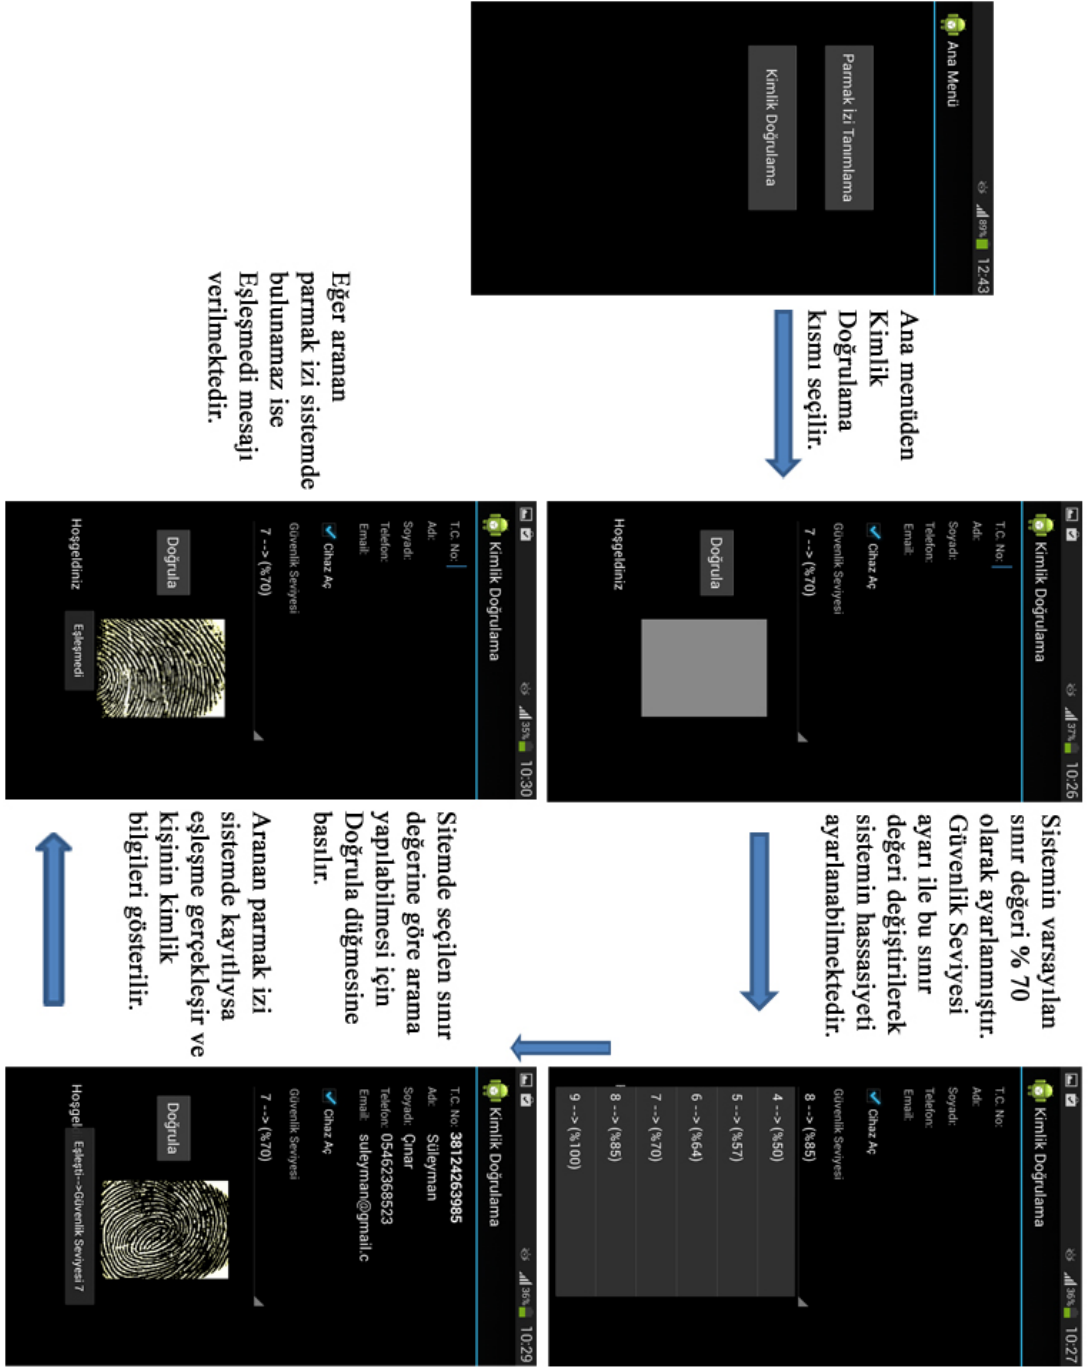 Ana Menü
89% 12:43
Parmak İzi Tanımlama
Kimlik Doğrulama
Ana menüden
Kimlik
Doğrulama
kısmı seçilir.
Kimlik Doğrulama
37% 10:26
T.C. No:
Adı:
Soyadı:
Telefon:
Email:
Cihaz Aç
Güvenlik Seviyesi
7 --> (%70)
Doğrula
Hoşgeldiniz
Sistemin varsayılan
sınır değeri % 70
olarak ayarlanmıştır.
Güvenlik Seviyesi
ayarı ile bu sınır
değeri değiştirilerek
sistemin hassasiyeti
ayarlanabilmektedir.
Kimlik Doğrulama
36% 10:27
T.C. No:
Adı:
Soyadı:
Telefon:
Email:
Cihaz Aç
Güvenlik Seviyesi
8 --> (%85)
4 --> (%50)
5 --> (%57)
6 --> (%64)
7 --> (%70)
8 --> (%85)
9 --> (%100)
Sitemde seçilen sınır
değerine göre arama
yapılabilmesi için
Doğrula düğmesine
basılır.
Kimlik Doğrulama
36% 10:29
T.C. No: 38124263985
Adı: Süleyman
Soyadı: Çınar
Telefon: 05462368523
Email: suleyman@gmail.c
Cihaz Aç
Güvenlik Seviyesi
7 --> (%70)
Doğrula
Hoşgel
Eşleşti-->Güvenlik Seviyesi 7
Aranan parmak izi
sistemde kayıtlıysa
eşleşme gerçekleşir ve
kişinin kimlik
bilgileri gösterilir.
Kimlik Doğrulama
35% 10:30
T.C. No:
Adı:
Soyadı:
Telefon:
Email:
Cihaz Aç
Güvenlik Seviyesi
7 --> (%70)
Doğrula
Hoşgeldiniz
Eşleşmedi
Eğer aranan
parmak izi sistemde
bulunamaz ise
Eşleşmedi mesajı
verilmektedir.